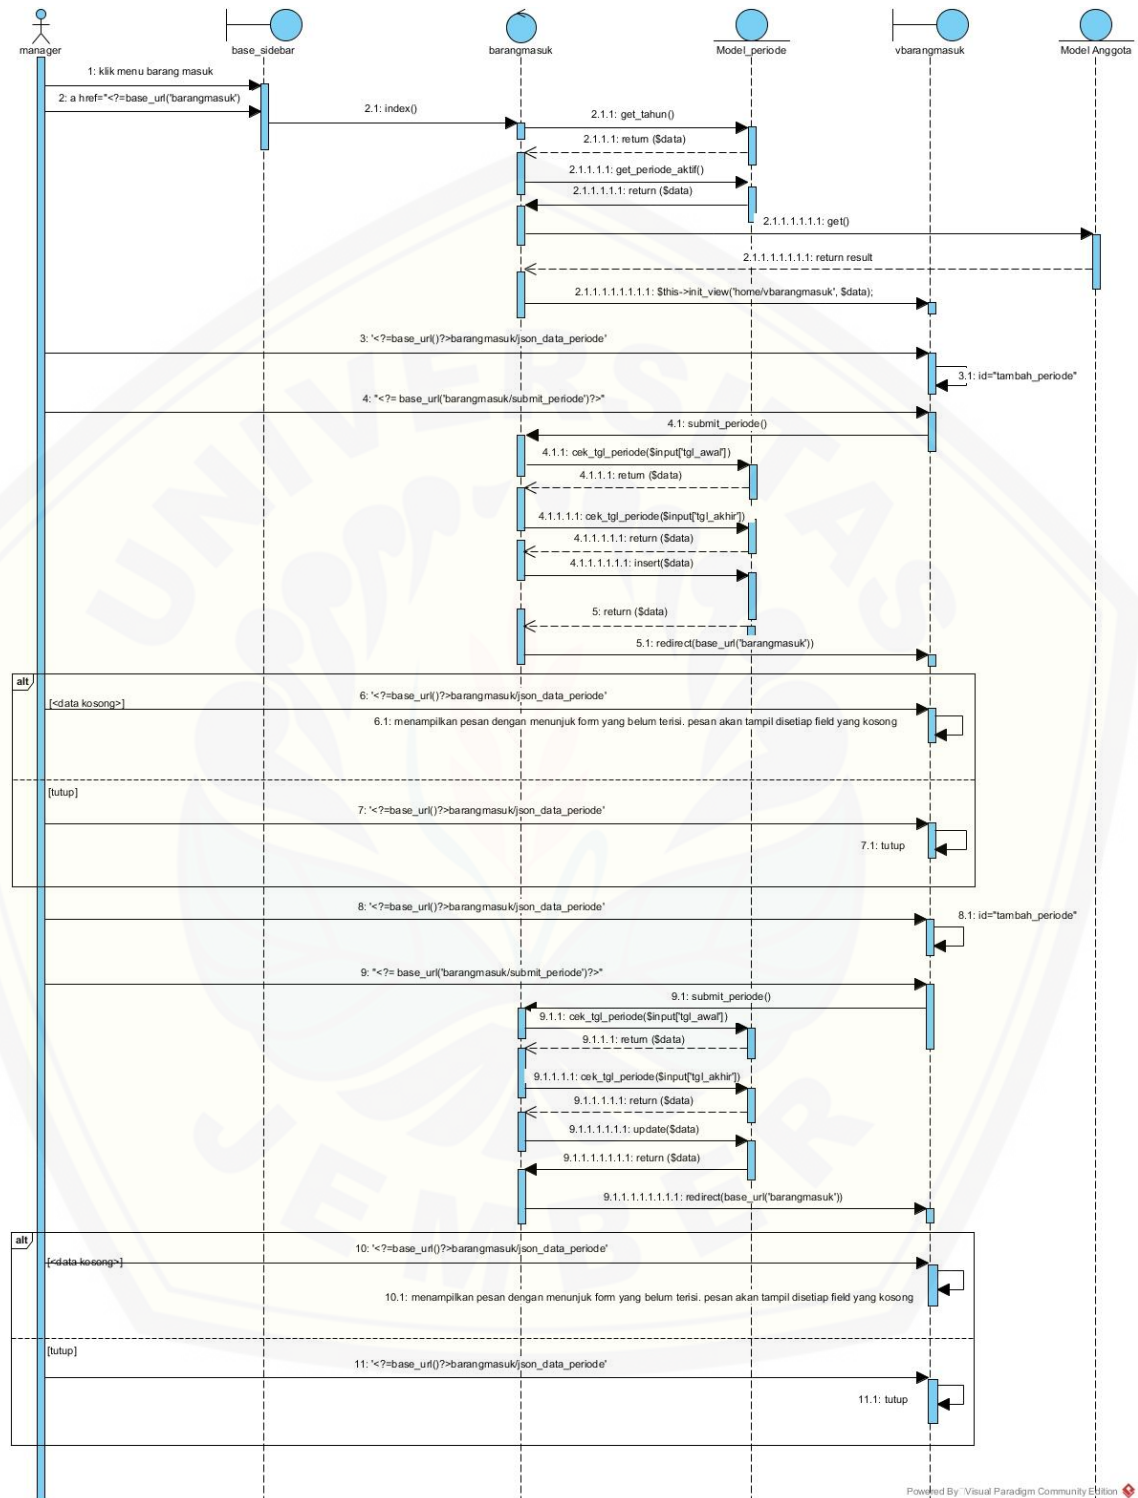 manager
base_sidebar
barangmasuk
Model_periode
vbarangmasuk
Model Anggota
1: klik menu barang masuk
2: a href="<?=base_url('barangmasuk')
2.1: index()
2.1.1: get_tahun()
2.1.1.1: return ($data)
2.1.1.1.1: get_periode_aktif()
2.1.1.1.1.1: return ($data)
2.1.1.1.1.1.1: get()
2.1.1.1.1.1.1.1: return result
2.1.1.1.1.1.1.1.1: $this->init_view('home/vbarangmasuk', $data);
3: '<?=base_url()?>barangmasuk/json_data_periode'
3.1: id="tambah_periode"
4: "<?= base_url('barangmasuk/submit_periode')?>"
4.1: submit_periode()
4.1.1: cek_tgl_periode($input['tgl_awal'])
4.1.1.1: return ($data)
4.1.1.1.1: cek_tgl_periode($input['tgl_akhir'])
4.1.1.1.1.1: return ($data)
4.1.1.1.1.1.1: insert($data)
5: return ($data)
5.1: redirect(base_url('barangmasuk'))
alt
6: '<?=base_url()?>barangmasuk/json_data_periode'
[<data kosong>]
6.1: menampilkan pesan dengan menunjuk form yang belum terisi. pesan akan tampil disetiap field yang kosong
[tutup]
7: '<?=base_url()?>barangmasuk/json_data_periode'
7.1: tutup
8: '<?=base_url()?>barangmasuk/json_data_periode'
8.1: id="tambah_periode"
9: "<?= base_url('barangmasuk/submit_periode')?>"
9.1: submit_periode()
9.1.1: cek_tgl_periode($input['tgl_awal'])
9.1.1.1: return ($data)
9.1.1.1.1: cek_tgl_periode($input['tgl_akhir'])
9.1.1.1.1.1: return ($data)
9.1.1.1.1.1.1: update($data)
9.1.1.1.1.1.1.1: return ($data)
9.1.1.1.1.1.1.1.1: redirect(base_url('barangmasuk'))
alt
10: '<?=base_url()?>barangmasuk/json_data_periode'
[<data kosong>]
10.1: menampilkan pesan dengan menunjuk form yang belum terisi. pesan akan tampil disetiap field yang kosong
[tutup]
11: '<?=base_url()?>barangmasuk/json_data_periode'
11.1: tutup
UNIVERSITAS
JEMBER
Powered By Visual Paradigm Community Edition